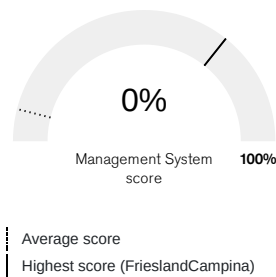 0%
Management System 100%
score
Average score
Highest score (FrieslandCampina)